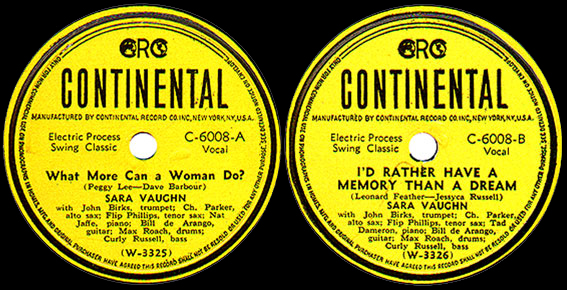 CRC
CONTINENTAL
MANUFACTURED BY CONTINENTAL RECORD CO.INC, NEW YORK, N.Y., U.S.A.
Electric Process
Swing Classic
C-6008-A
Vocal
What More Can a Woman Do?
(Peggy Lee—Dave Barbour)
SARA VAUGHN
with John Birks, trumpet; Ch. Parker,
alto sax; Flip Phillips, tenor sax; Nat
Jaffe, piano; Bill de Arango,
guitar; Max Roach, drums;
Curly Russell, bass
(W-3325)
CRC
CONTINENTAL
MANUFACTURED BY CONTINENTAL RECORD CO.INC, NEW YORK, N.Y., U.S.A.
Electric Process
Swing Classic
C-6008-B
Vocal
I'D RATHER HAVE A
MEMORY THAN A DREAM
(Leonard Feather—Jessyca Russell)
SARA VAUGHN
with John Birks, trumpet; Ch. Parker,
alto sax; Flip Phillips, tenor sax; Tad
Dameron, piano; Bill de Arango,
guitar; Max Roach, drums;
Curly Russell, bass
(W-3326)